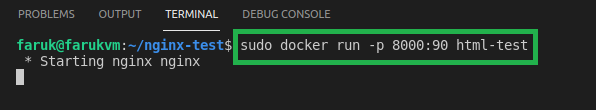 PROBLEMS OUTPUT TERMINAL DEBUG CONSOLE
faruk@farukvm:~/nginx-test$ sudo docker run -p 8000:90 html-test
* Starting nginx nginx